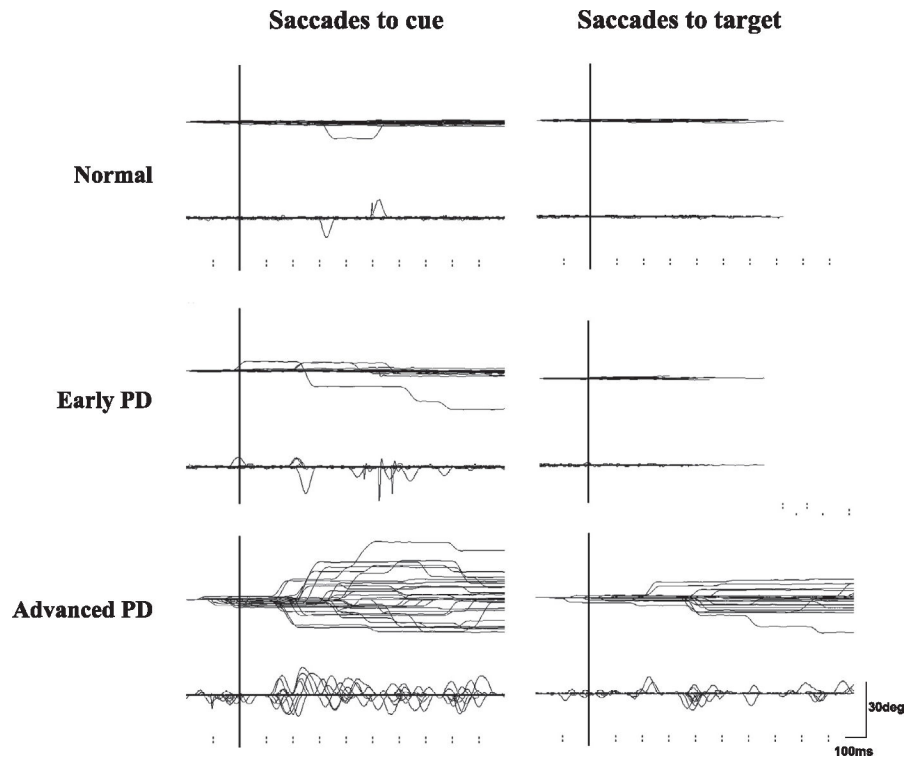 Saccades to cue Saccades to target
Normal
Early PD
Advanced PD
30deg
100ms